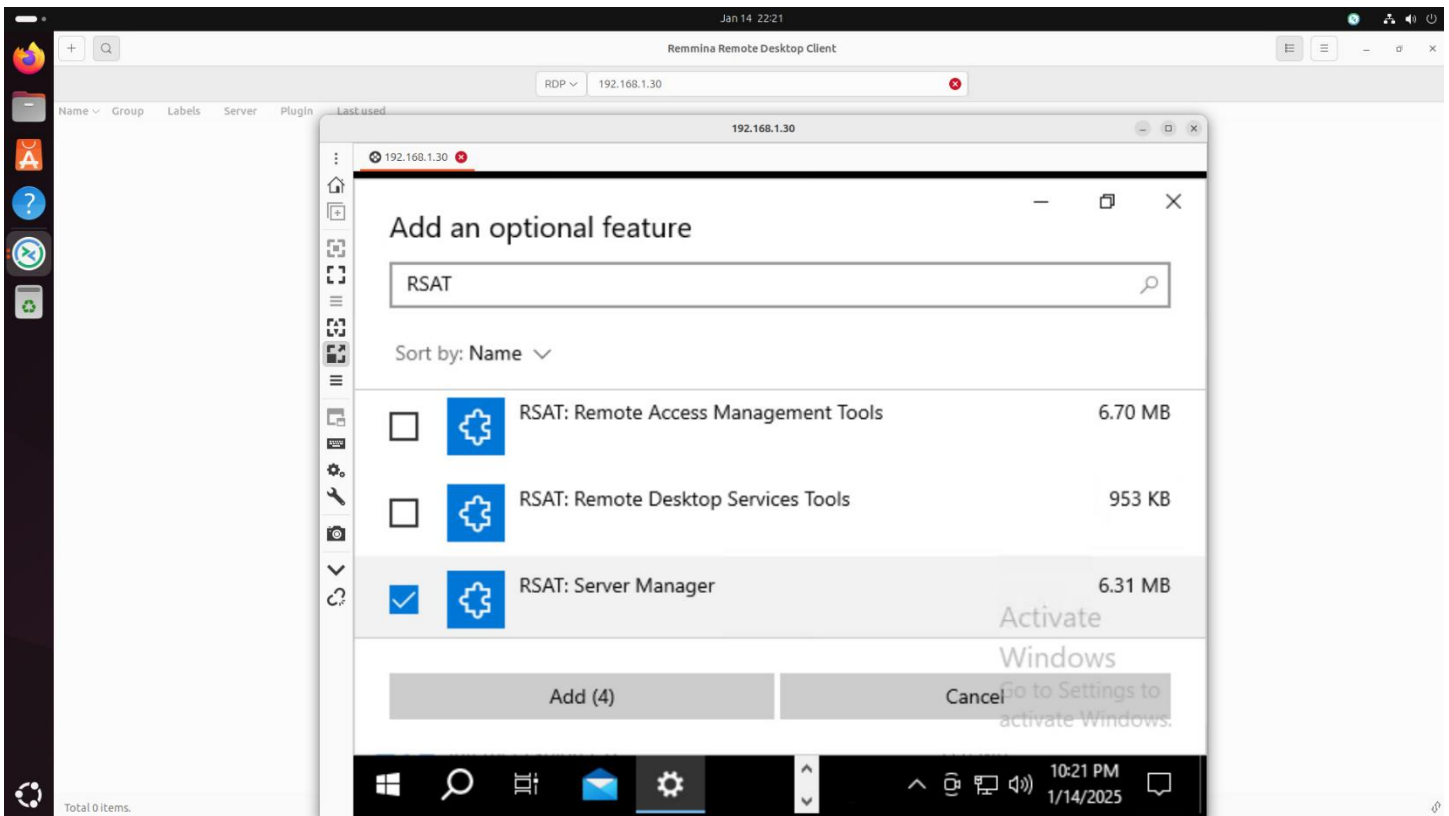 Jan 14 22:21
Remmina Remote Desktop Client
RDP 192.168.1.30
Name Group Labels Server Plugin Last used
192.168.1.30
192.168.1.30
Add an optional feature
RSAT
Sort by: Name
RSAT: Remote Access Management Tools 6.70 MB
RSAT: Remote Desktop Services Tools 953 KB
RSAT: Server Manager 6.31 MB
Activate
Windows
Add (4) Cancel Go to Settings to
activate Windows.
10:21 PM
1/14/2025
Total 0 items.